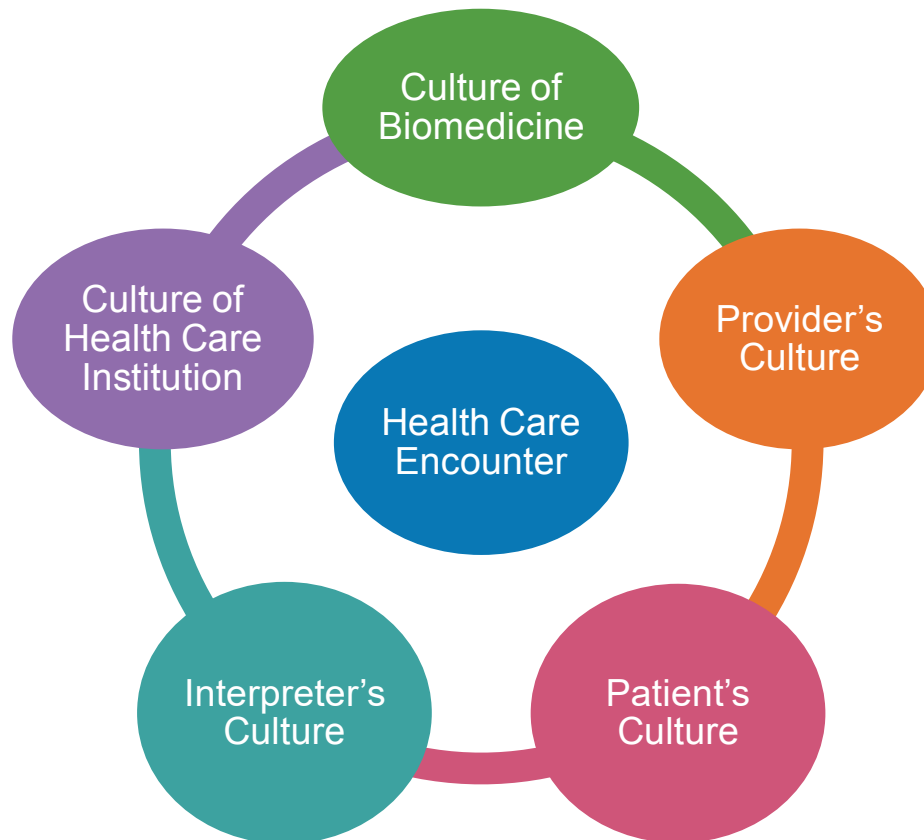 Culture of
Biomedicine
Provider’s
Culture
Patient’s
Culture
Interpreter’s
Culture
Culture of
Health Care
Institution
Health Care
Encounter